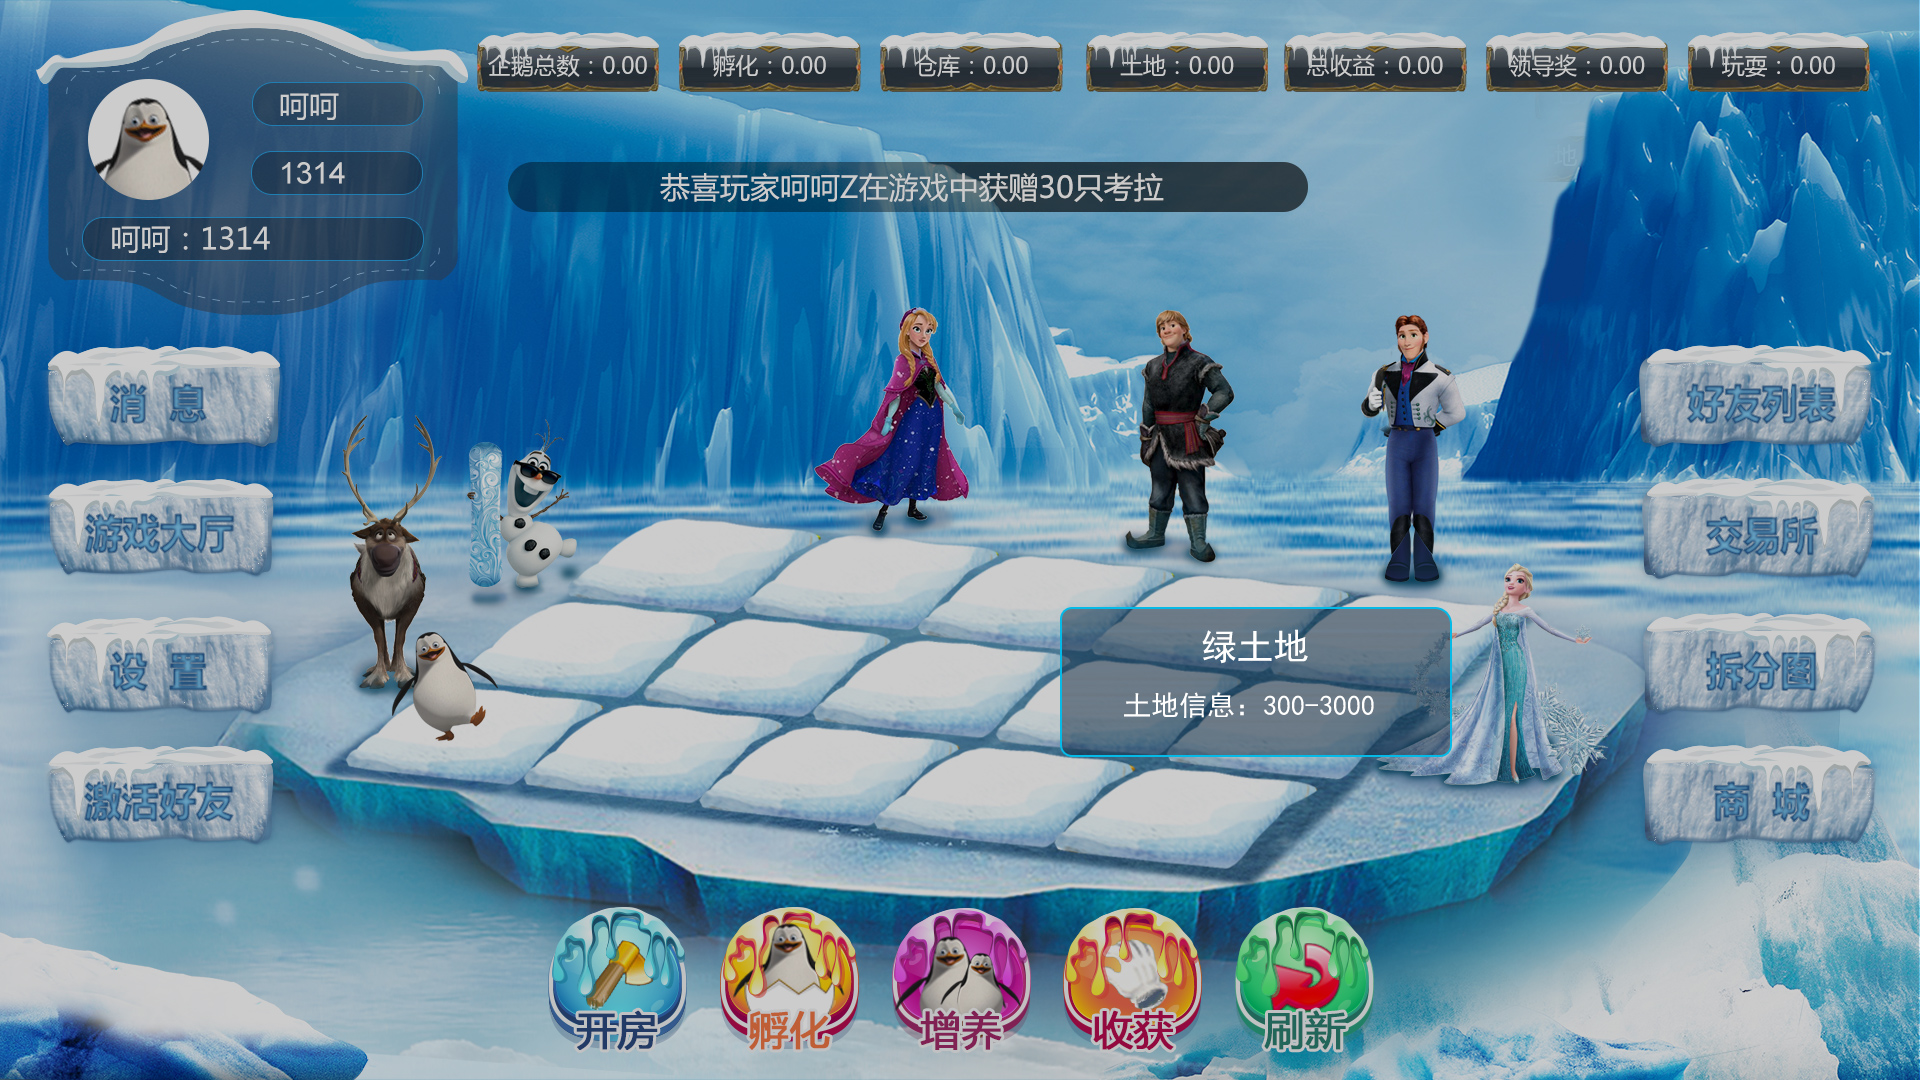 企鹅总数：0.00
孵化：0.00
仓库：0.00
土地：0.00
总收益：0.00
领导奖：0.00
玩耍：0.00
呵呵
1314
呵呵：1314
恭喜玩家呵呵Z在游戏中获赠30只考拉
地
消 息
游戏大厅
设 置
激活好友
好友列表
交易所
拆分图
商 城
绿土地
土地信息：300-3000
开房
孵化
增养
收获
刷新